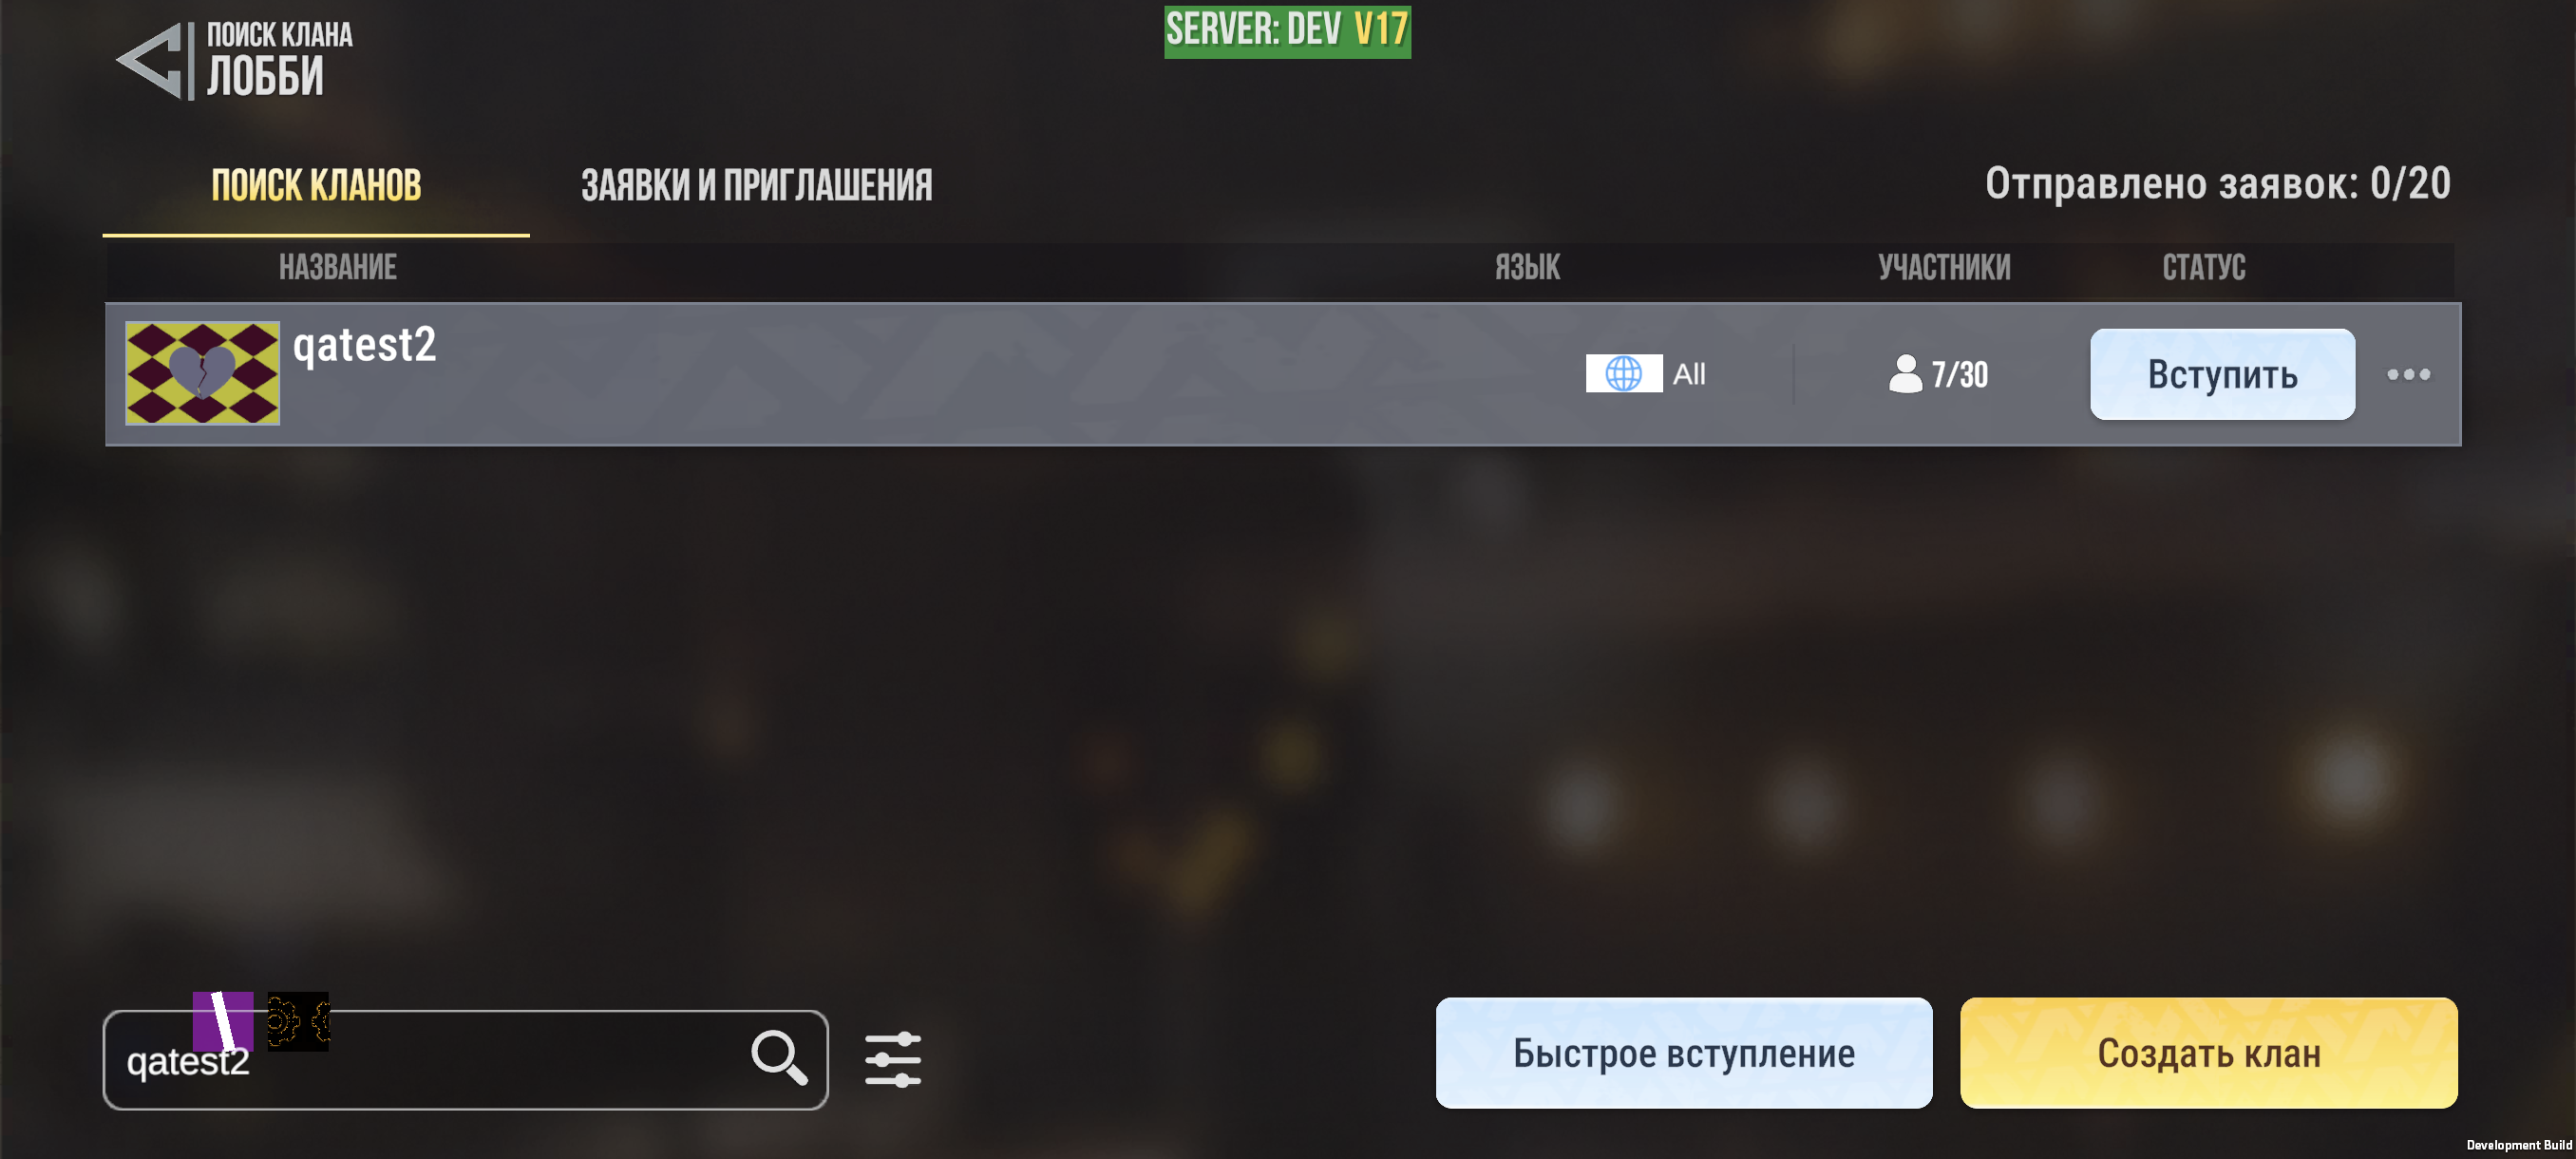 ПОИСК КЛАНА
ЛОББИ
SERVER: DEV V17
ПОИСК КЛАНОВ
ЗАЯВКИ И ПРИГЛАШЕНИЯ
Отправлено заявок: 0/20
НАЗВАНИЕ
ЯЗЫК
УЧАСТНИКИ
СТАТУС
qatest2
All
7/30
Вступить
qatest2
Быстрое вступление
Создать клан
Development Build